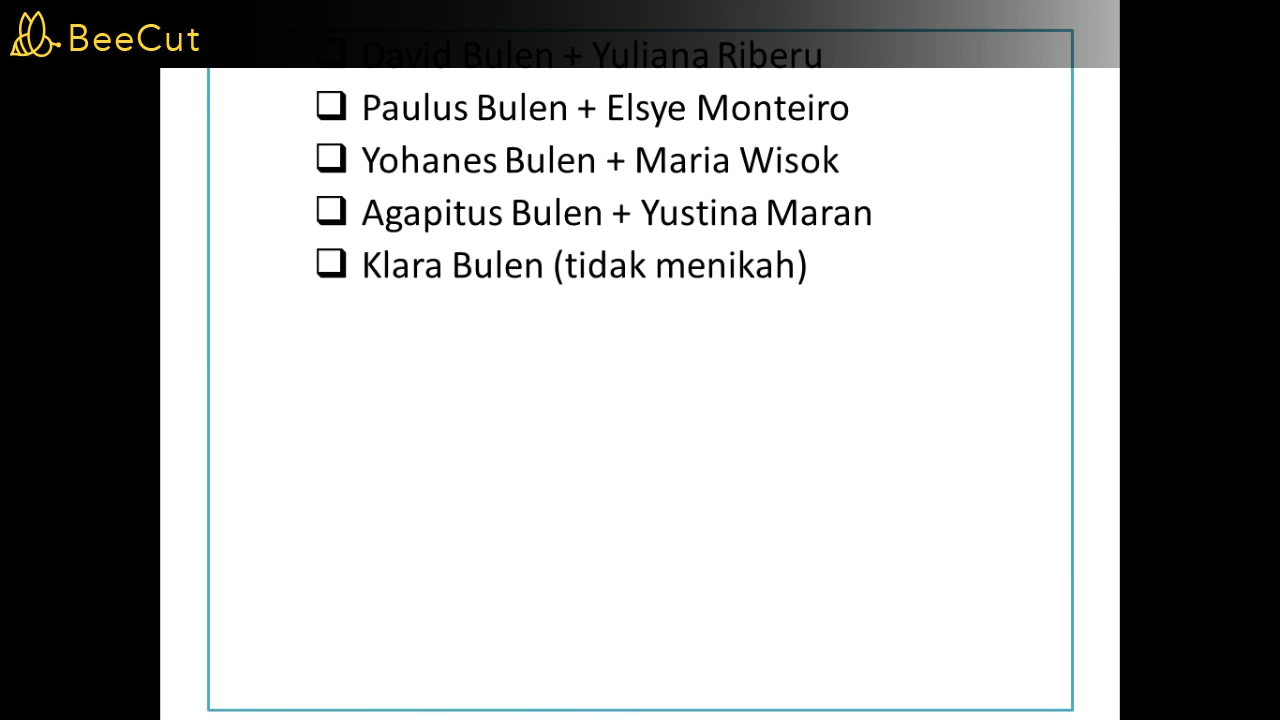 BeeCut
David Bulen + Yuliana Riberu
Paulus Bulen + Elsye Monteiro
Yohanes Bulen + Maria Wisok
Agapitus Bulen + Yustina Maran
Klara Bulen (tidak menikah)